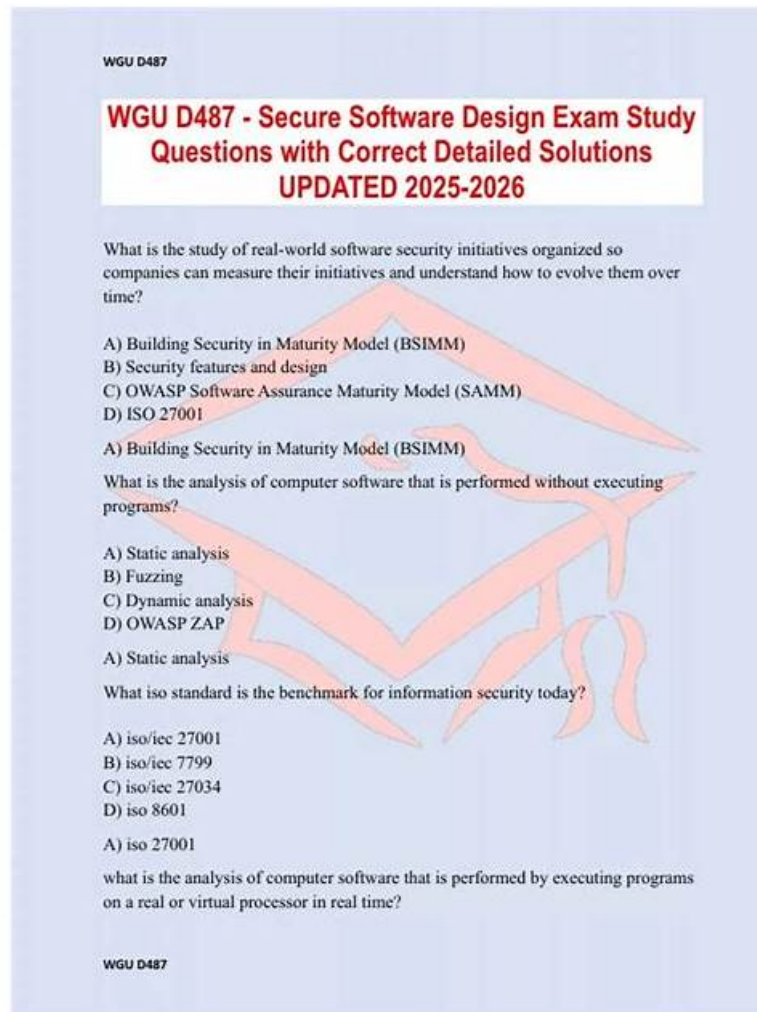 WGU D487
WGU D487 - Secure Software Design Exam Study
Questions with Correct Detailed Solutions
UPDATED 2025-2026
What is the study of real-world software security initiatives organized so
companies can measure their initiatives and understand how to evolve them over
time?
A) Building Security in Maturity Model (BSIMM)
B) Security features and design
C) OWASP Software Assurance Maturity Model (SAMM)
D) ISO 27001
A) Building Security in Maturity Model (BSIMM)
What is the analysis of computer software that is performed without executing
programs?
A) Static analysis
B) Fuzzing
C) Dynamic analysis
D) OWASP ZAP
A) Static analysis
What iso standard is the benchmark for information security today?
A) iso/iec 27001
B) iso/iec 7799
C) iso/iec 27034
D) iso 8601
A) iso 27001
what is the analysis of computer software that is performed by executing programs
on a real or virtual processor in real time?
WGU D487